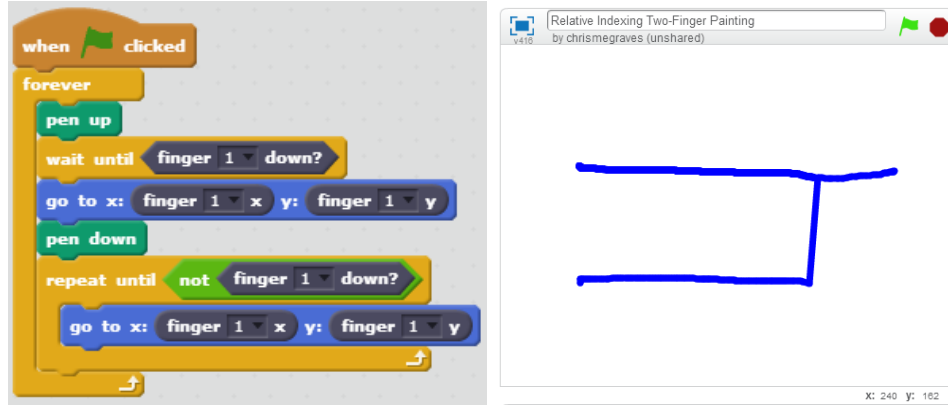 when clicked
forever
pen up
wait until finger 1 down?
go to x: finger 1 x y: finger 1 y
pen down
repeat until not finger 1 down?
go to x: finger 1 x y: finger 1 y
Relative Indexing Two-Finger Painting
by chrismegraves (unshared)
v416
x: 240 y: 162